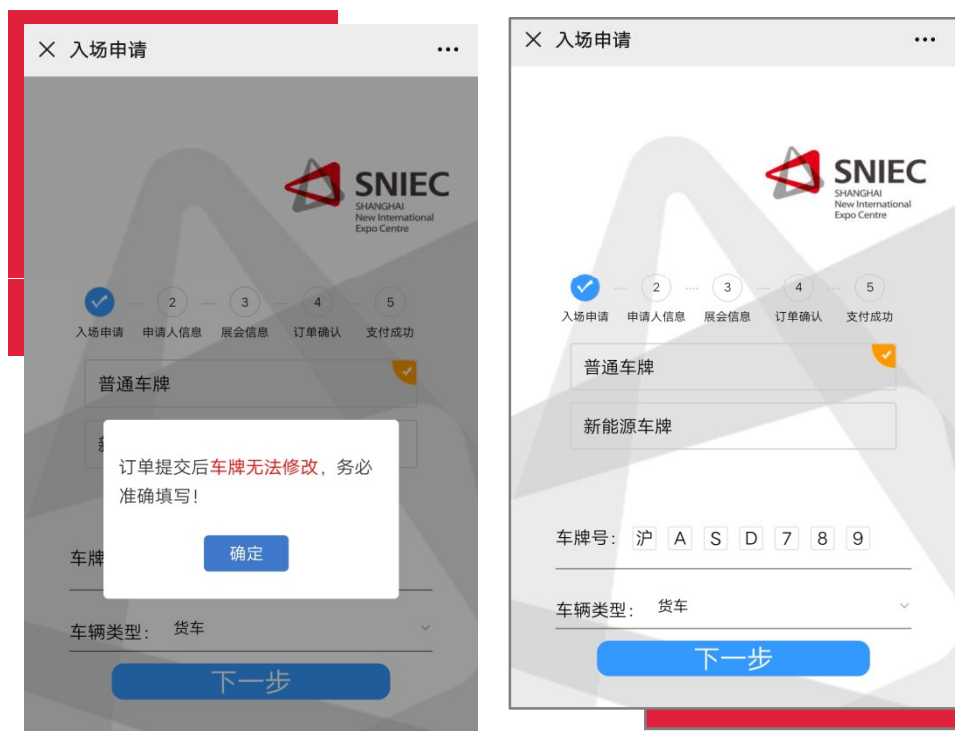 入场申请
SNIEC
SHANGHAI
New International
Expo Centre
2
3
4
5
入场申请
申请人信息
展会信息
订单确认
支付成功
普通车牌
订单提交后车牌无法修改，务必
准确填写！
确定
车牌
车辆类型： 货车
下一步
入场申请
SNIEC
SHANGHAI
New International
Expo Centre
2
3
4
5
入场申请
申请人信息
展会信息
订单确认
支付成功
普通车牌
新能源车牌
车牌号： 沪 A S D 7 8 9
车辆类型： 货车
下一步